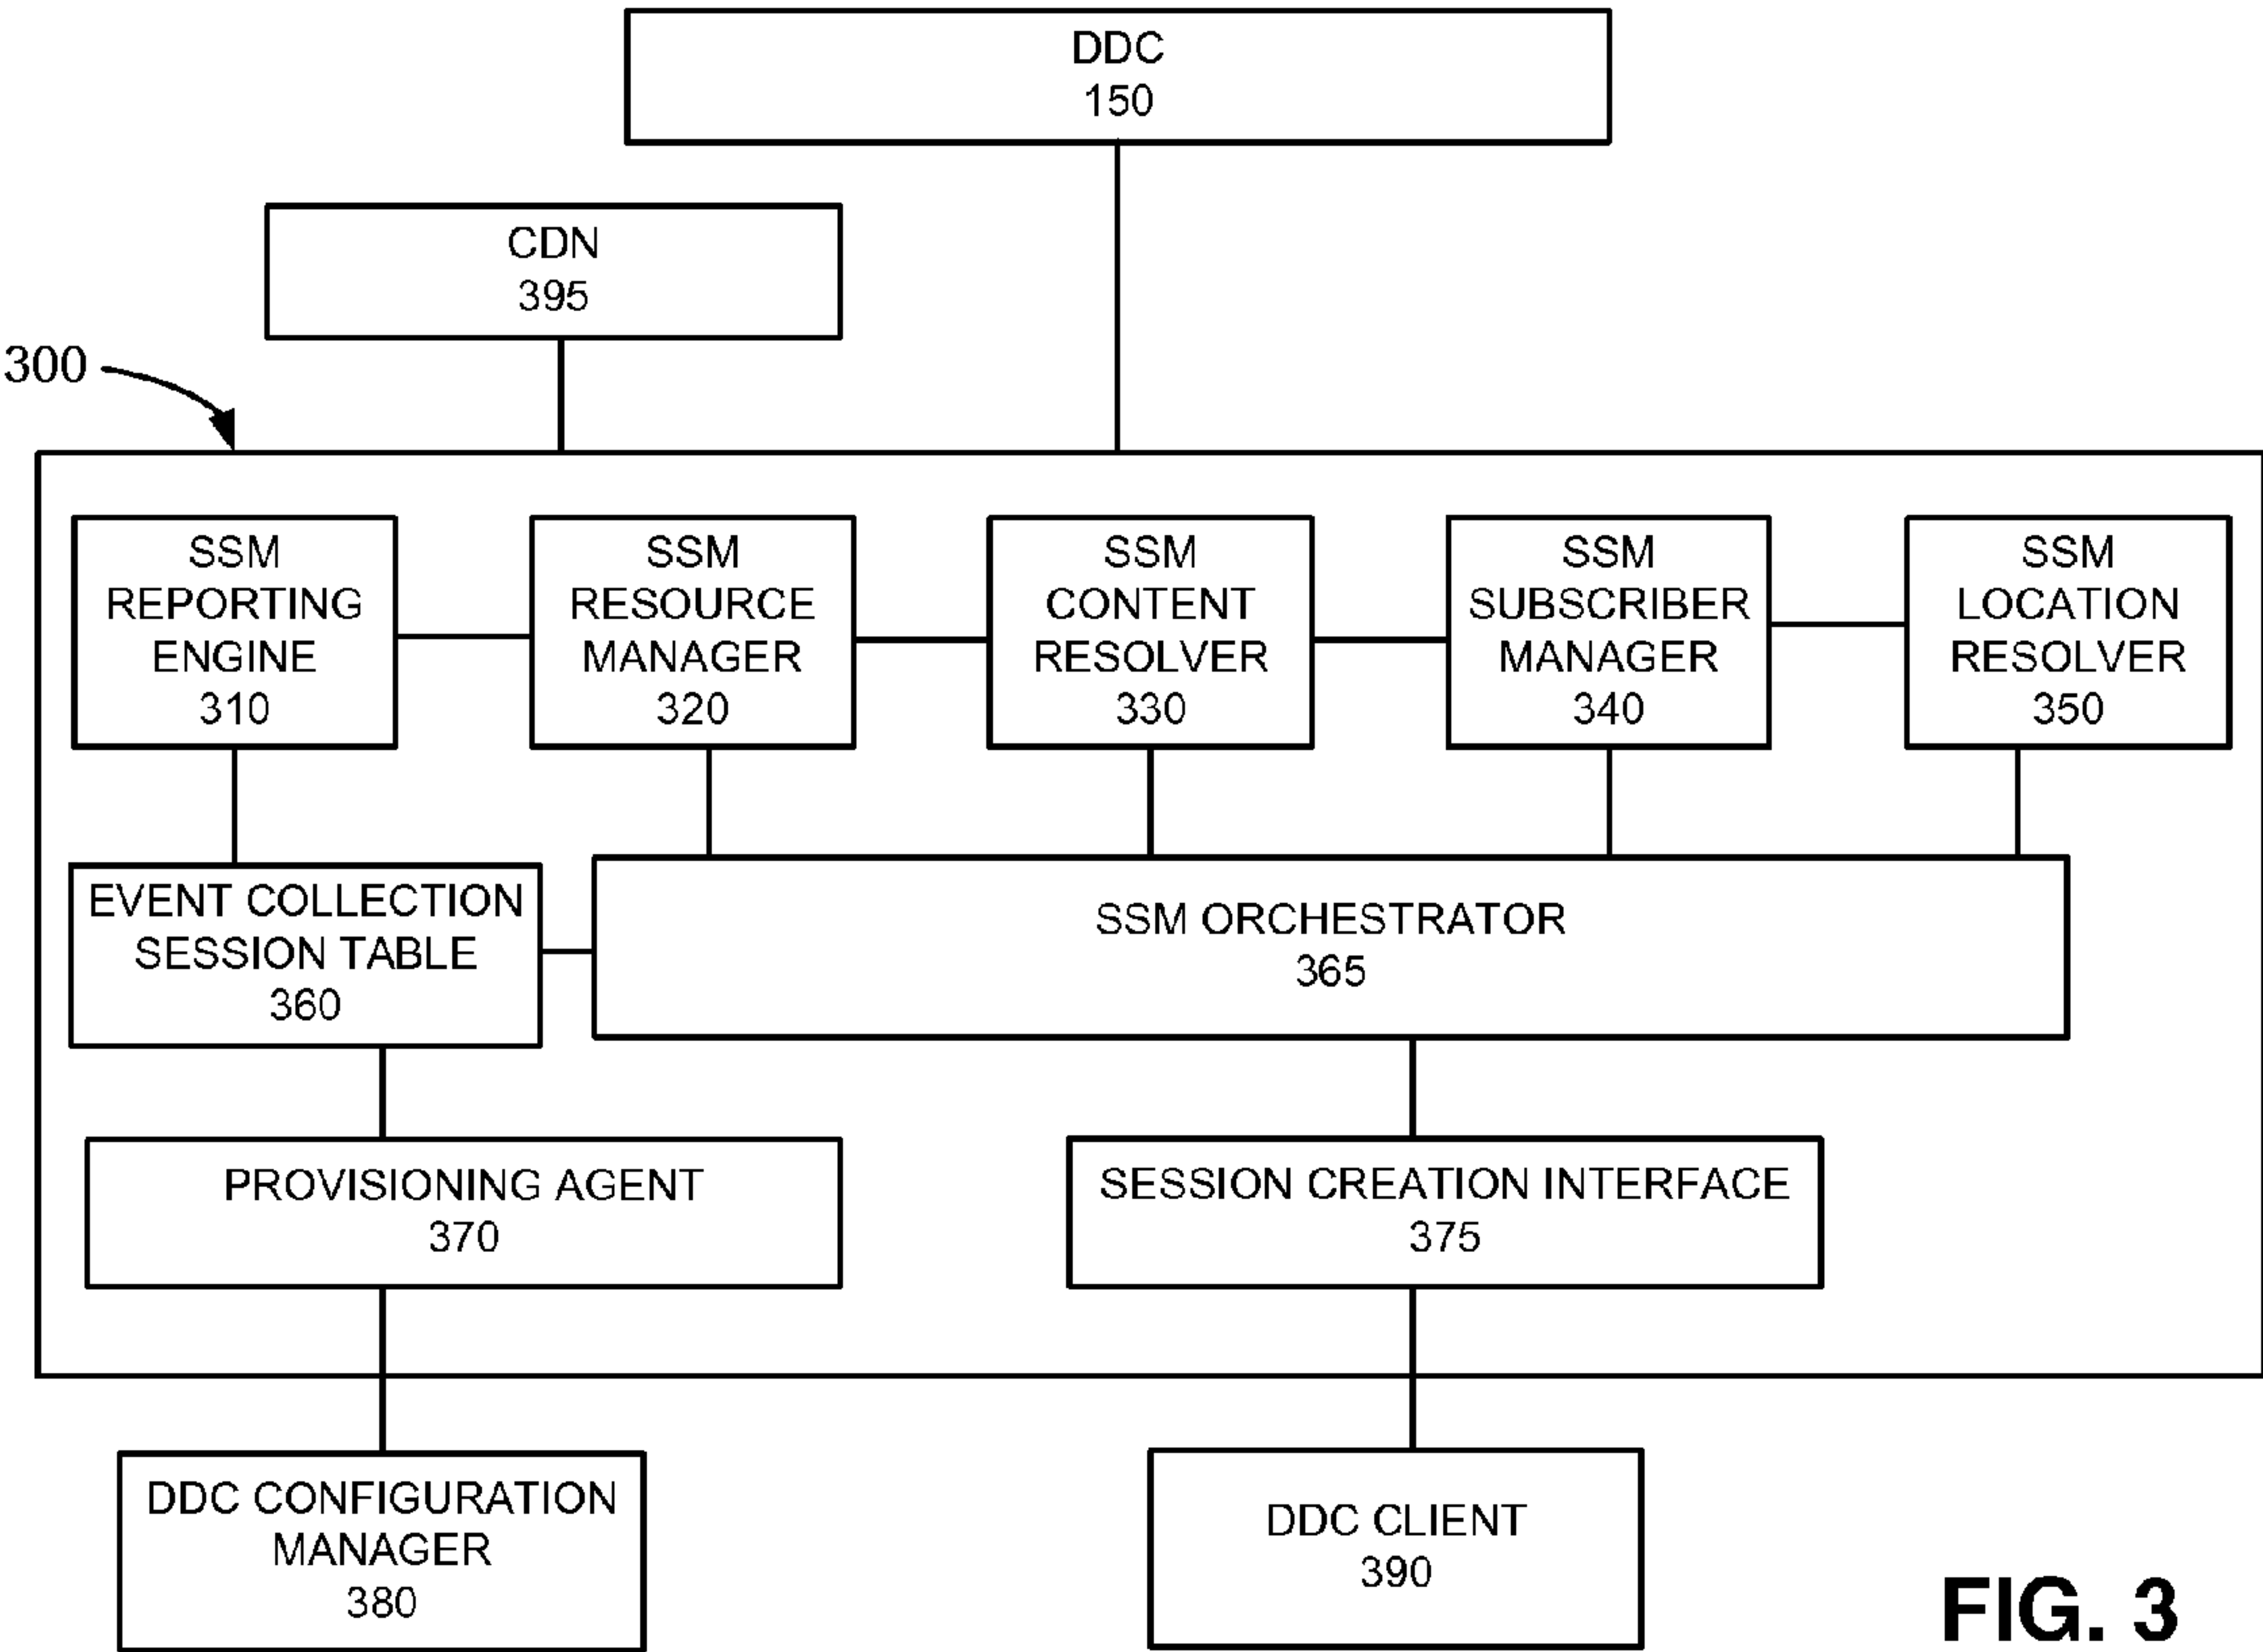 DDC
150
CDN
395
300
SSM
REPORTING
ENGINE
310
SSM
RESOURCE
MANAGER
320
SSM
CONTENT
RESOLVER
330
SSM
SUBSCRIBER
MANAGER
340
SSM
LOCATION
RESOLVER
350
EVENT COLLECTION
SESSION TABLE
360
SSM ORCHESTRATOR
365
PROVISIONING AGENT
370
SESSION CREATION INTERFACE
375
DDC CONFIGURATION
MANAGER
380
DDC CLIENT
390
FIG. 3